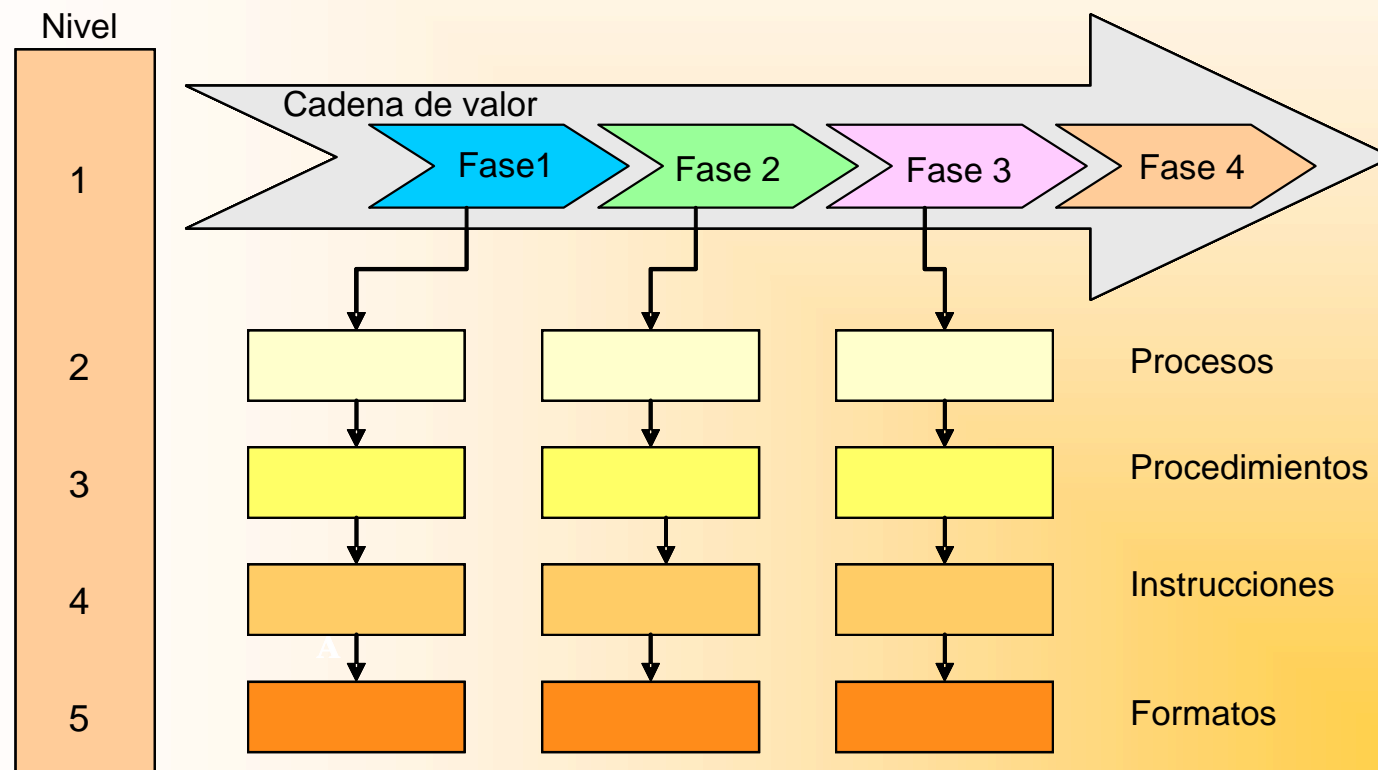 Nivel
Cadena de valor
1
Fase1
Fase 2
Fase 3
Fase 4
2
Procesos
3
Procedimientos
4
Instrucciones
A
5
Formatos